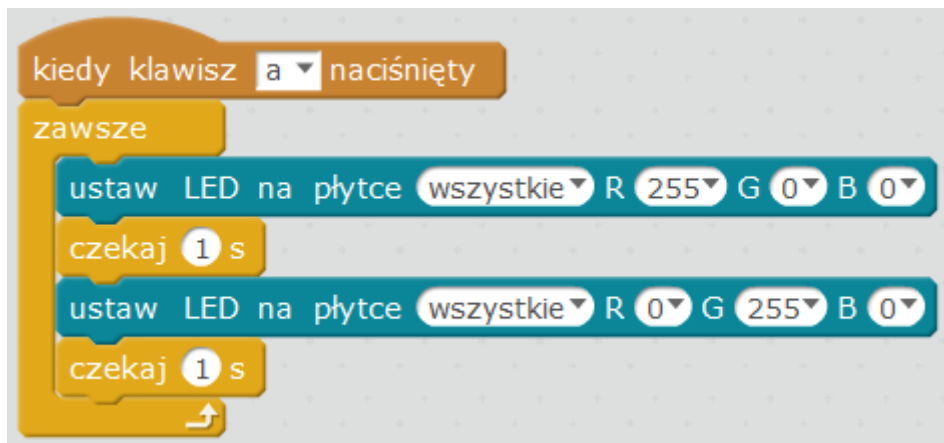 kiedy klawisz a naciśnięty
zawsze
ustaw LED na płytce wszystkie R 255 G 0 B 0
czekaj 1 s
ustaw LED na płytce wszystkie R 0 G 255 B 0
czekaj 1 s